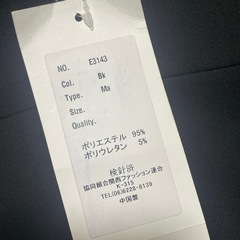 NO. E3143
Col. Bk
Type. Ma
Size.
Quality.
ポリエステル 95%
ポリウレタン 5%
検針済
協同組合関西ファッション連合
K-315
TEL(06)6228-6139
中国製